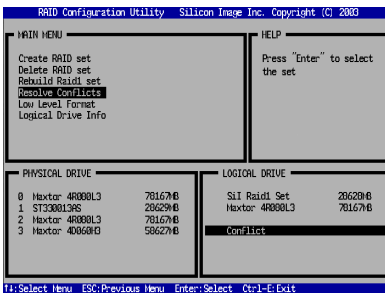 RAID Configuration Utility Silicon Image Inc. Copyright (C) 2003
MAIN MENU
Create RAID set
Delete RAID set
Rebuild Raid1 set
Resolve Conflicts
Low Level Format
Logical Drive Info
HELP
Press "Enter" to select
the set
PHYSICAL DRIVE
0 Maxtor 4R080L3 78167MB
1 ST330013AS 28629MB
2 Maxtor 4R080L3 78167MB
3 Maxtor 4D060H3 58627MB
LOGICAL DRIVE
SiI Raid1 Set 28628MB
Maxtor 4R080L3 78167MB
Conflict
↑↓:Select Menu ESC:Previous Menu Enter:Select Ctrl-E:Exit